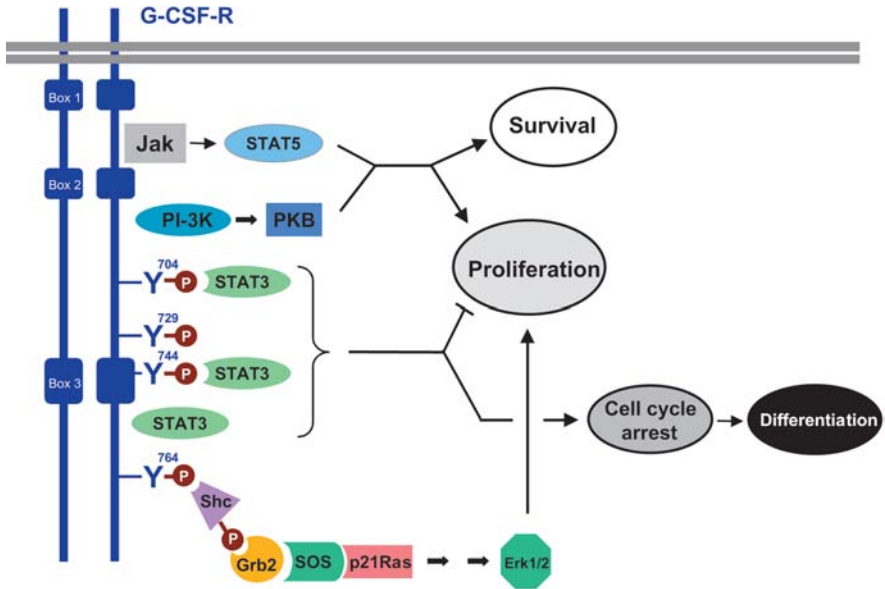 G-CSF-R
Box 1
Jak
STAT5
Survival
Box 2
PI-3K
PKB
Proliferation
704
Y
P
STAT3
729
Y
P
744
Y
P
STAT3
Box 3
STAT3
Cell cycle
arrest
Differentiation
764
Y
P
Shc
P
Grb2
SOS
p21Ras
Erk1/2